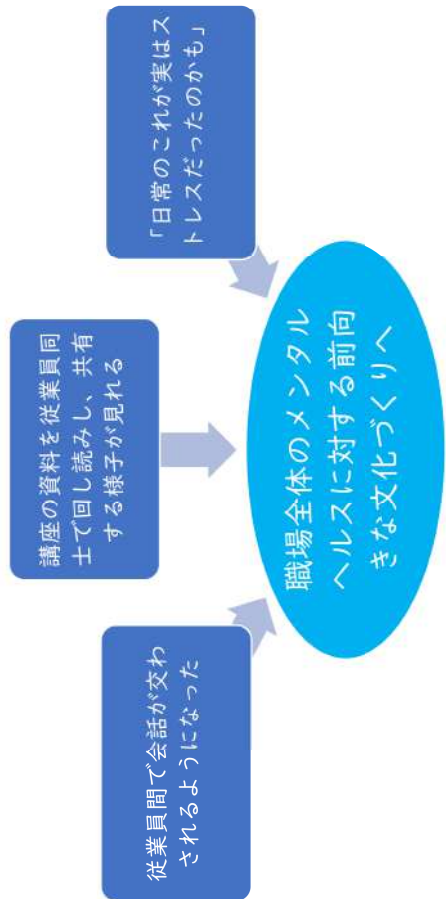 従業員間で会話が交わ
されるようになった
講座の資料を従業員同
士で回し読みし、共有
する様子が見れる
「日常のこれが実はス
トレスだったのかも」
職場全体のメンタル
ヘルスに対する前向
きな文化づくりへ